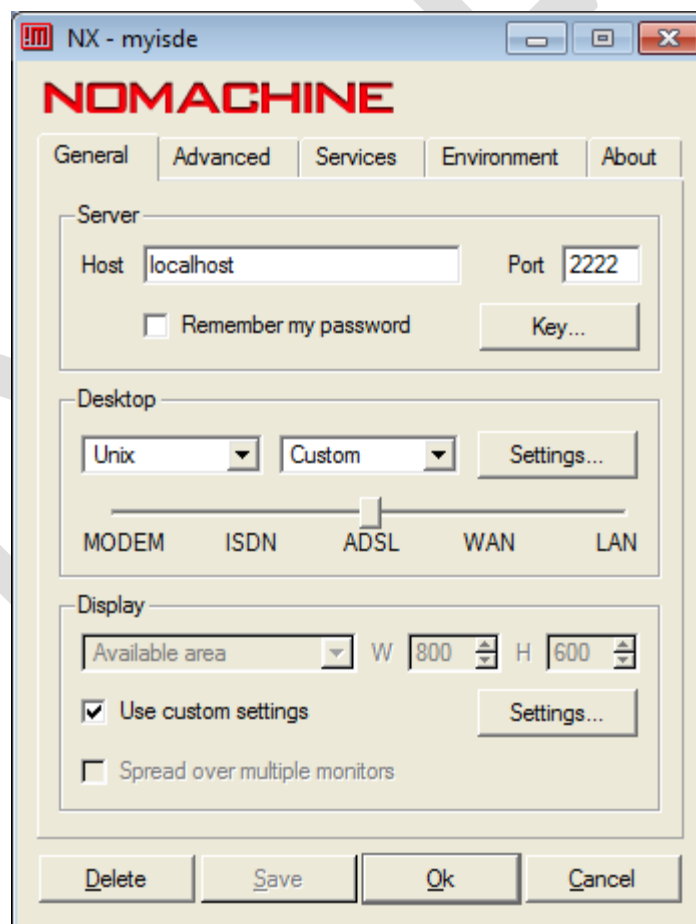 NX - myisde
NOMACHINE
General Advanced Services Environment About
Server
Host localhost Port 2222
Remember my password Key...
Desktop
Unix Custom Settings...
MODEM ISDN ADSL WAN LAN
Display
Available area W 800 H 600
Use custom settings Settings...
Spread over multiple monitors
Delete Save Ok Cancel